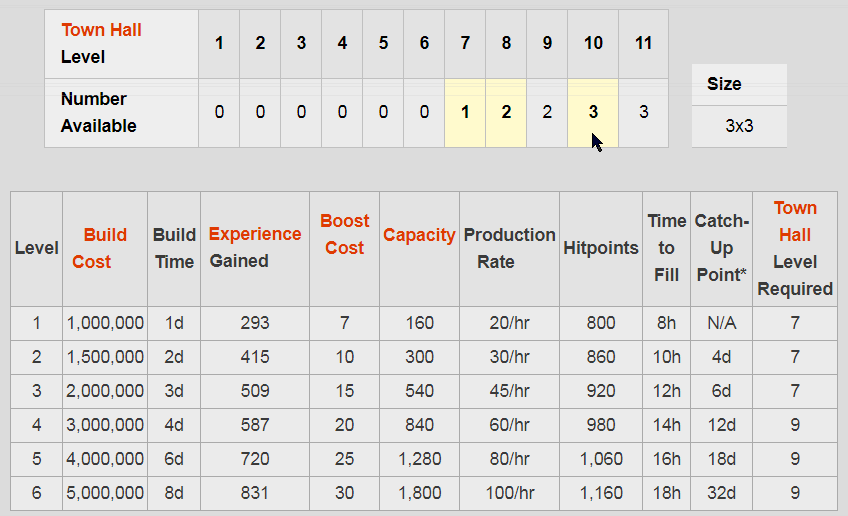 Town Hall Level 1 2 3 4 5 6 7 8 9 10 11
Number Available 0 0 0 0 0 0 1 2 2 3 3
Size
3x3
Level Build Cost Build Time Experience Gained Boost Cost Capacity Production Rate Hitpoints Time to Fill Catch-Up Point* Town Hall Level Required
1 1,000,000 1d 293 7 160 20/hr 800 8h N/A 7
2 1,500,000 2d 415 10 300 30/hr 860 10h 4d 7
3 2,000,000 3d 509 15 540 45/hr 920 12h 6d 7
4 3,000,000 4d 587 20 840 60/hr 980 14h 12d 9
5 4,000,000 6d 720 25 1,280 80/hr 1,060 16h 18d 9
6 5,000,000 8d 831 30 1,800 100/hr 1,160 18h 32d 9